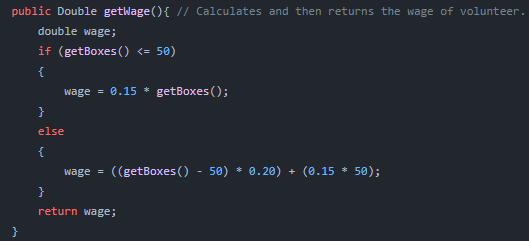 public Double getWage(){ // Calculates and then returns the wage of volunteer.
    double wage;
    if (getBoxes() <= 50)
    {
        wage = 0.15 * getBoxes();
    }
    else
    {
        wage = ((getBoxes() - 50) * 0.20) + (0.15 * 50);
    }
    return wage;
}